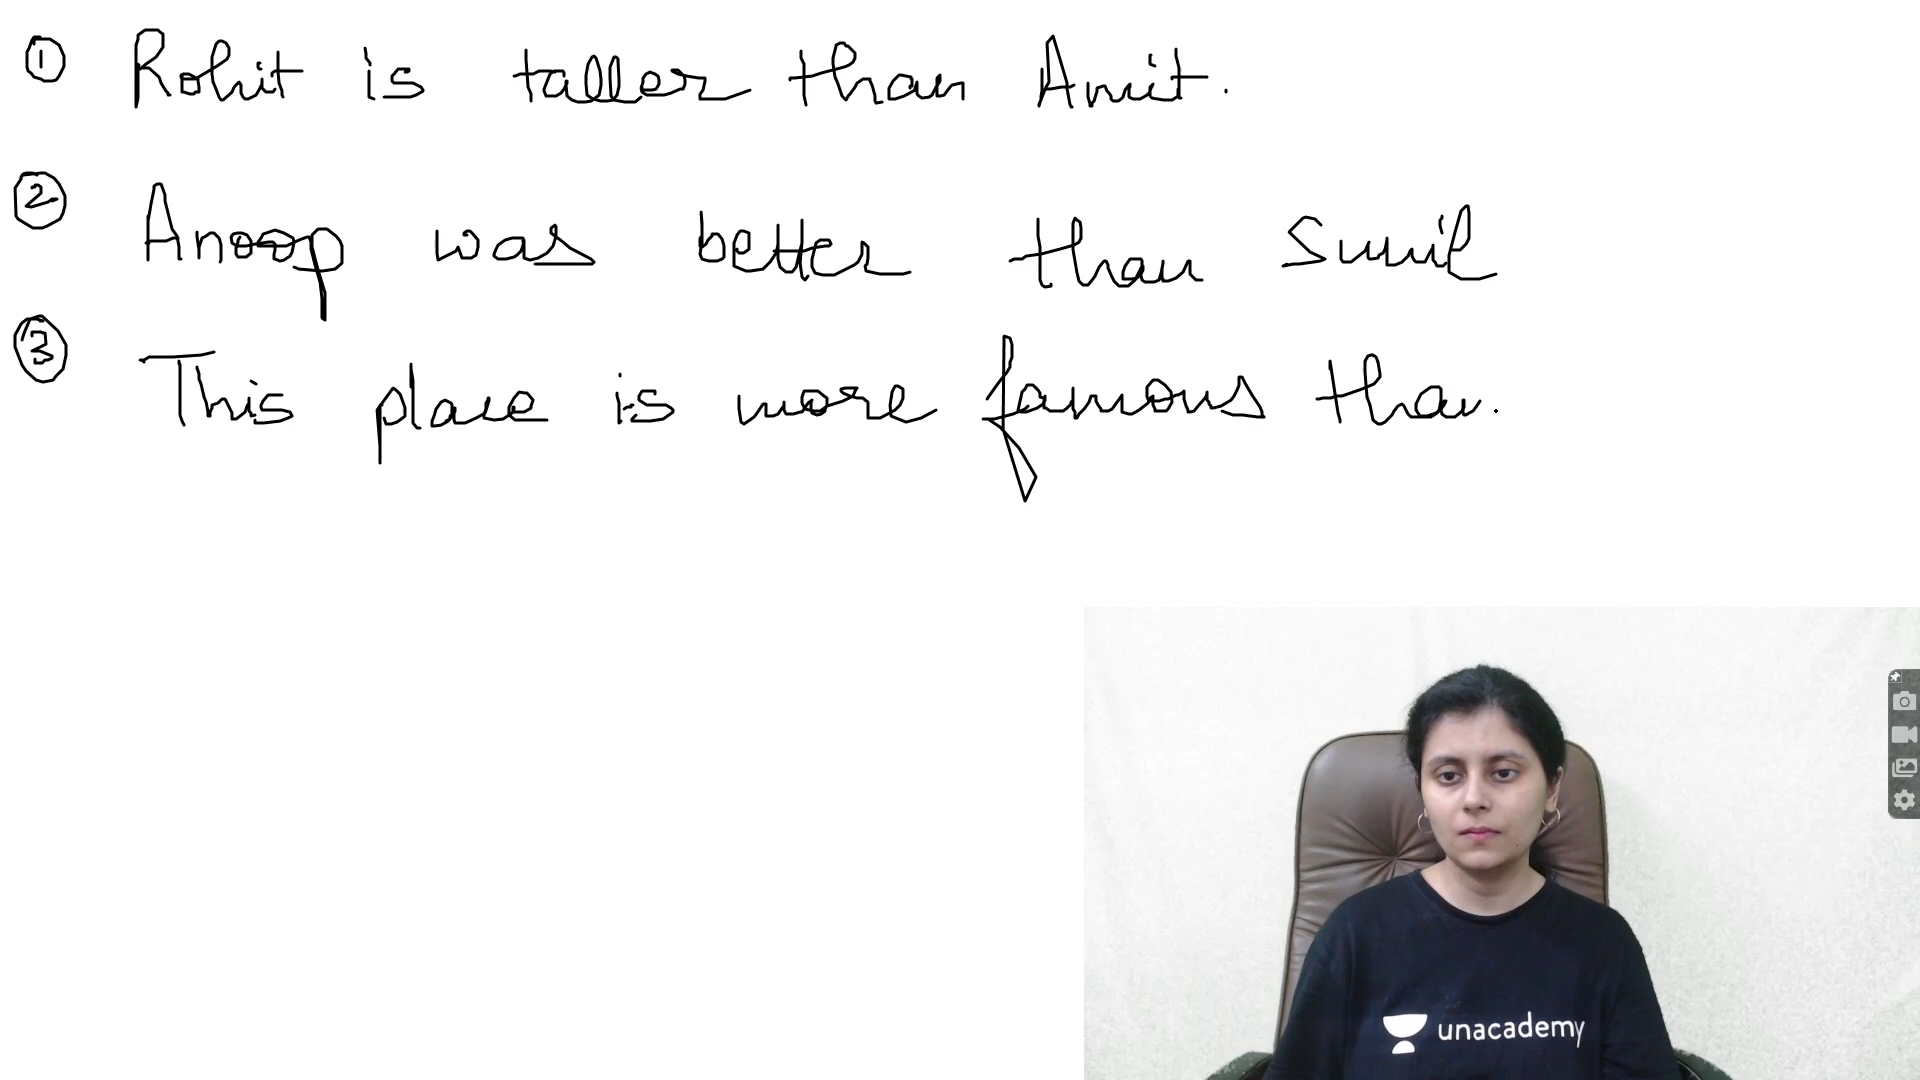 ① Rohit is taller than Amit.
② Anoop was better than Sunil
③ This place is more famous than.
unacademy